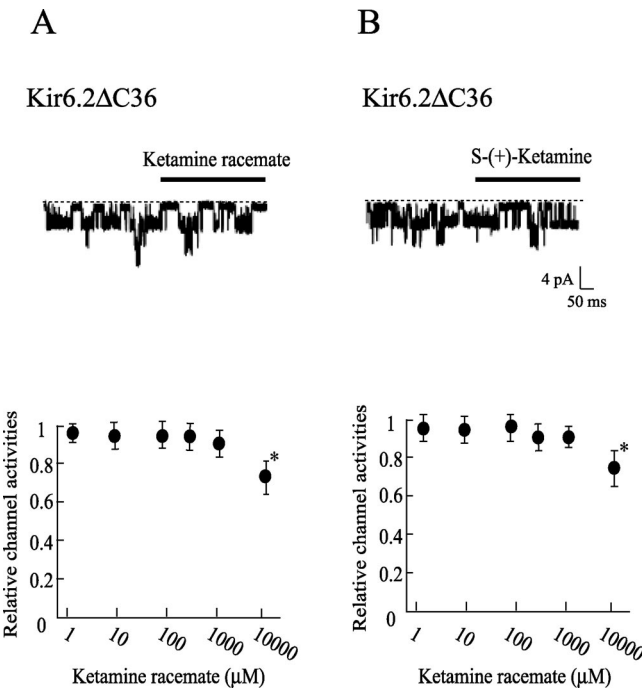 A
Kir6.2ΔC36
Ketamine racemate
Relative channel activities
1
0.8
0.6
0.4
0.2
0
*
1 10 100 1000 10000
Ketamine racemate (μM)
B
Kir6.2ΔC36
S-(+)-Ketamine
4 pA
50 ms
Relative channel activities
1
0.8
0.6
0.4
0.2
0
*
1 10 100 1000 10000
Ketamine racemate (μM)